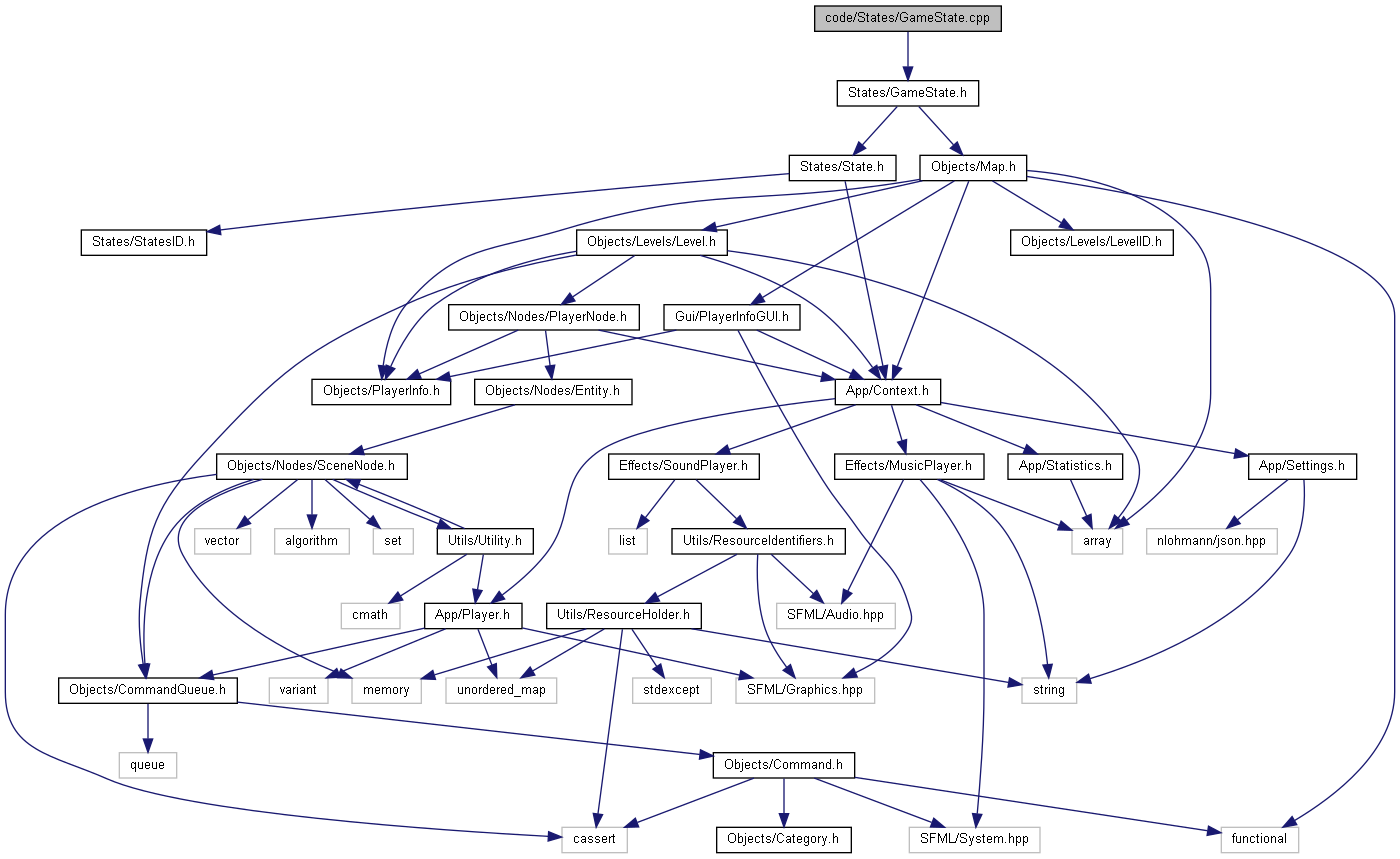 code/States/GameState.cpp
States/GameState.h
States/State.h
Objects/Map.h
States/StatesID.h
Objects/Levels/Level.h
Objects/Levels/LevelID.h
Objects/Nodes/PlayerNode.h
Gui/PlayerInfoGUI.h
Objects/PlayerInfo.h
Objects/Nodes/Entity.h
App/Context.h
Objects/Nodes/SceneNode.h
Effects/SoundPlayer.h
Effects/MusicPlayer.h
App/Statistics.h
App/Settings.h
vector
algorithm
set
Utils/Utility.h
list
Utils/ResourceIdentifiers.h
array
nlohmann/json.hpp
cmath
App/Player.h
Utils/ResourceHolder.h
SFML/Audio.hpp
Objects/CommandQueue.h
variant
memory
unordered_map
stdexcept
SFML/Graphics.hpp
string
queue
Objects/Command.h
cassert
Objects/Category.h
SFML/System.hpp
functional